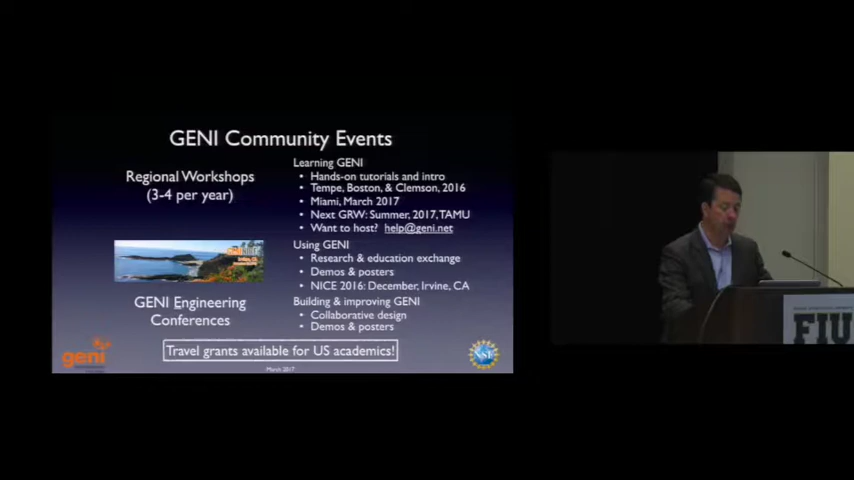 GENI Community Events
Regional Workshops
(3-4 per year)
Learning GENI
• Hands-on tutorials and intro
• Tempe, Boston, & Clemson, 2016
• Miami, March 2017
• Next GRW: Summer, 2017, TAMU
• Want to host? help@geni.net
Using GENI
• Research & education exchange
• Demos & posters
• NICE 2016: December, Irvine, CA
GENI Engineering
Conferences
Building & improving GENI
• Collaborative design
• Demos & posters
Travel grants available for US academics!
geni
NSF
March 2017
FIU